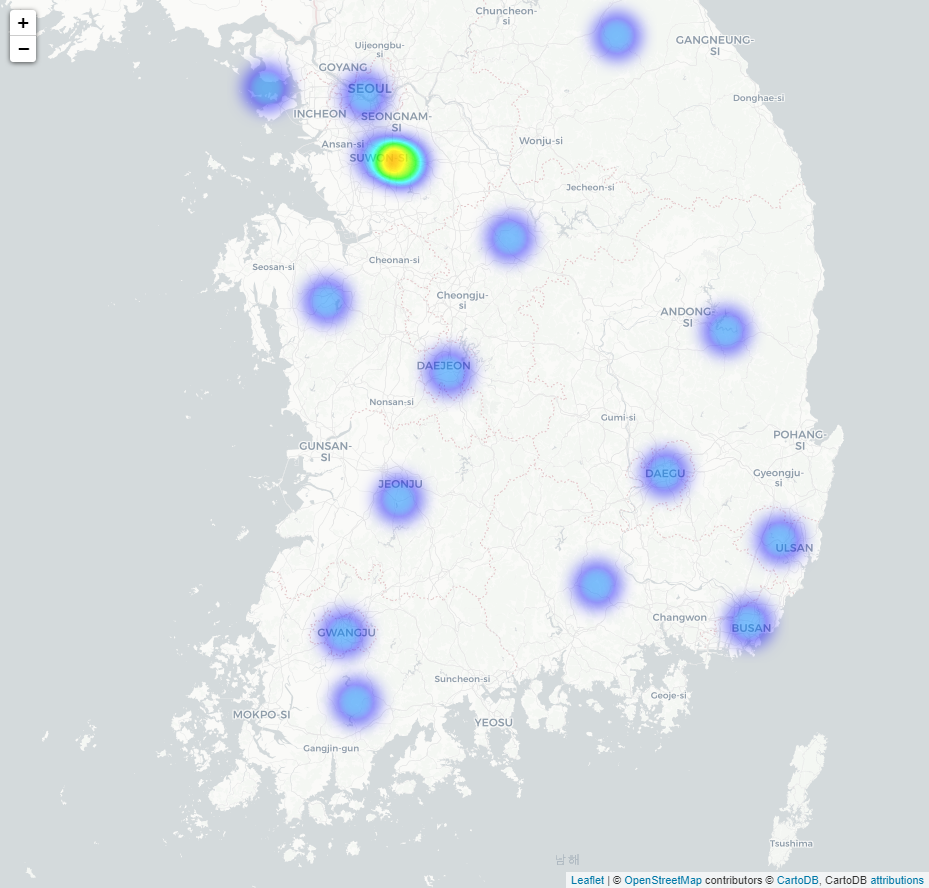 +
−
Chuncheon-
si
GANGNEUNG-
SI
Uijeongbu-
si
GOYANG
SEOUL
Donghae-si
INCHEON
SEONGNAM-
SI
Ansan-si
Wonju-si
SUWON-SI
Jecheon-si
Cheonan-si
Seosan-si
Cheongju-
si
ANDONG-
SI
DAEJEON
Nonsan-si
Gumi-si
POHANG-
SI
GUNSAN-
SI
DAEGU
Gyeongju-
si
JEONJU
ULSAN
Changwon
BUSAN
GWANGJU
Suncheon-si
Geoje-si
MOKPO-SI
YEOSU
Gangjin-gun
Tsushima
남해
Leaflet | © OpenStreetMap contributors © CartoDB, CartoDB attributions